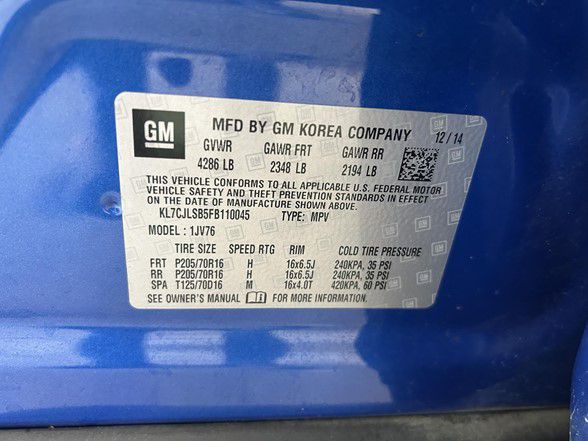 GM
MFD BY GM KOREA COMPANY 12/14
GVWR GAWR FRT GAWR RR
4286 LB 2348 LB 2194 LB
THIS VEHICLE CONFORMS TO ALL APPLICABLE U.S. FEDERAL MOTOR
VEHICLE SAFETY AND THEFT PREVENTION STANDARDS IN EFFECT
ON THE DATE OF MANUFACTURE SHOWN ABOVE.
KL7CJLSB5FB110045 TYPE: MPV
MODEL : 1JV76
TIRE SIZE SPEED RTG RIM COLD TIRE PRESSURE
FRT P205/70R16 H 16x6.5J 240KPA, 35 PSI
RR P205/70R16 H 16x6.5J 240KPA, 35 PSI
SPA T125/70D16 M 16x4.0T 420KPA, 60 PSI
SEE OWNER'S MANUAL FOR MORE INFORMATION.